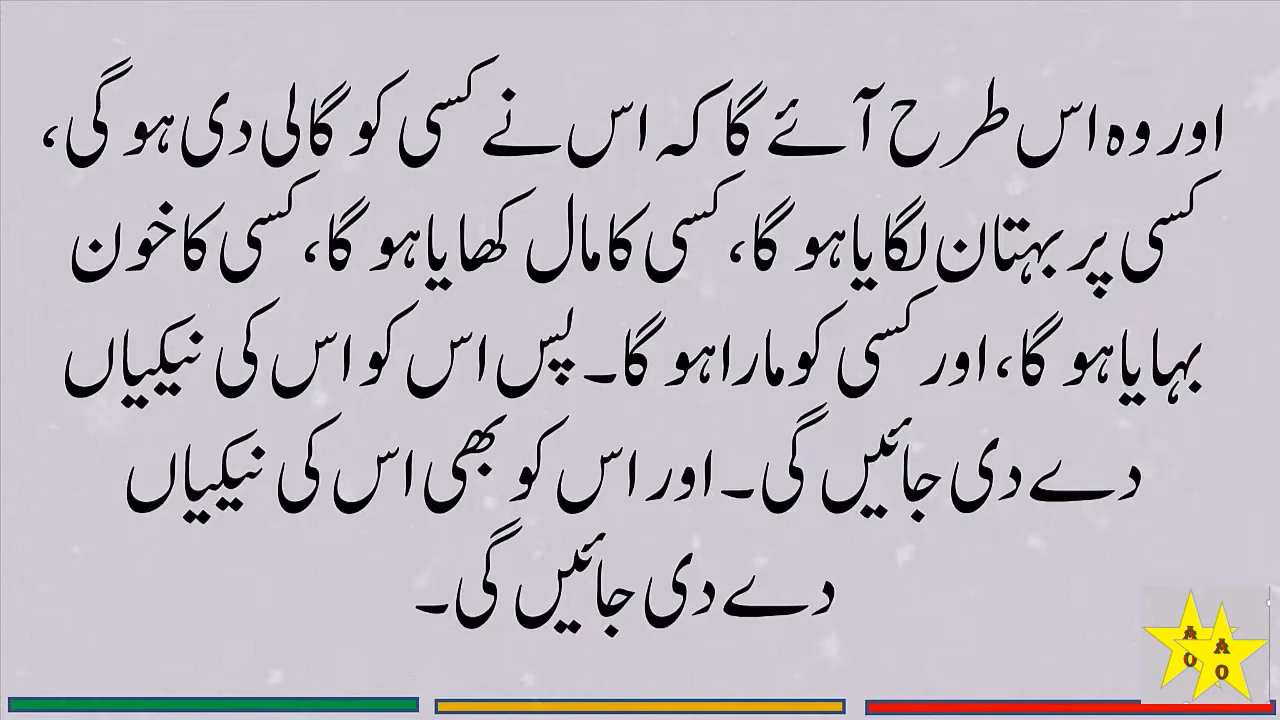 اور وہ اس طرح آئے گا کہ اس نے کسی کو گالی دی ہو گی،
کسی پر بہتان لگایا ہو گا، کسی کا مال کھایا ہو گا، کسی کا خون
بہایا ہو گا، اور کسی کو مارا ہو گا۔ پس اس کو اس کی نیکیاں
دے دی جائیں گی۔ اور اس کو بھی اس کی نیکیاں
دے دی جائیں گی۔
A A
O O